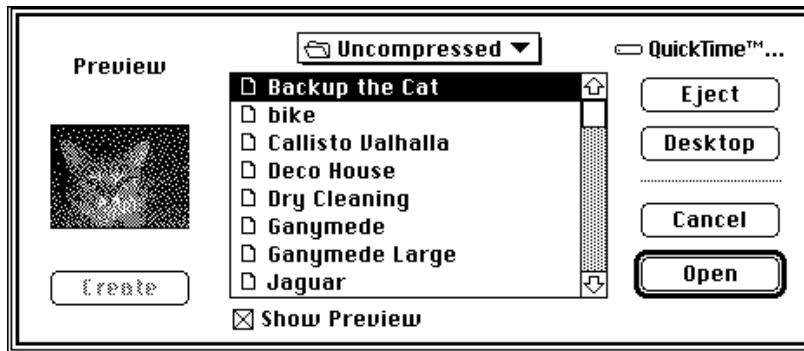 Preview
Uncompressed
QuickTime™...
Backup the Cat
bike
Callisto Valhalla
Deco House
Dry Cleaning
Ganymede
Ganymede Large
Jaguar
Eject
Desktop
Cancel
Open
Create
Show Preview